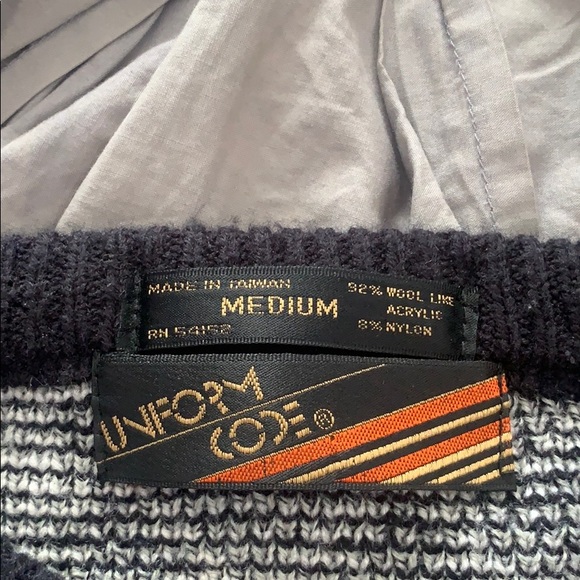 MADE IN TAIWAN
MEDIUM
RN 54152
92% WOOL LIKE
ACRYLIC
8% NYLON
UNIFORM
CODE®